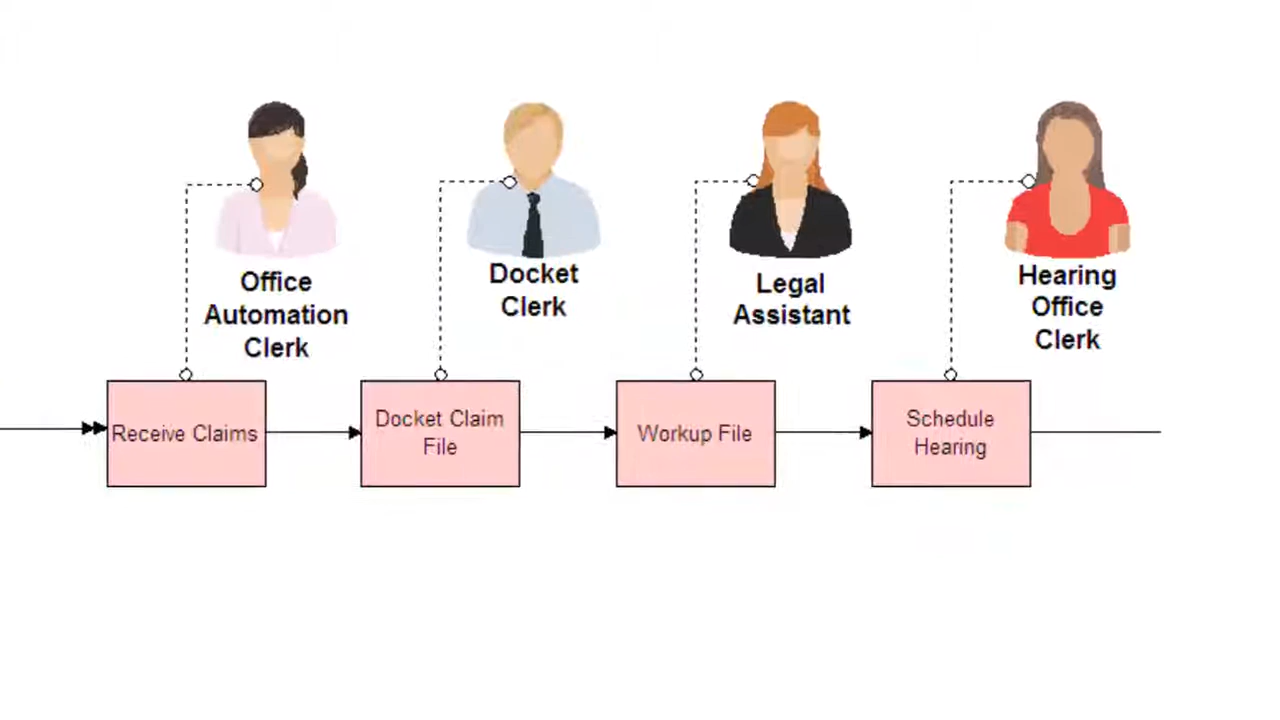 Office
Automation
Clerk
Docket
Clerk
Legal
Assistant
Hearing
Office
Clerk
Receive Claims
Docket Claim
File
Workup File
Schedule
Hearing